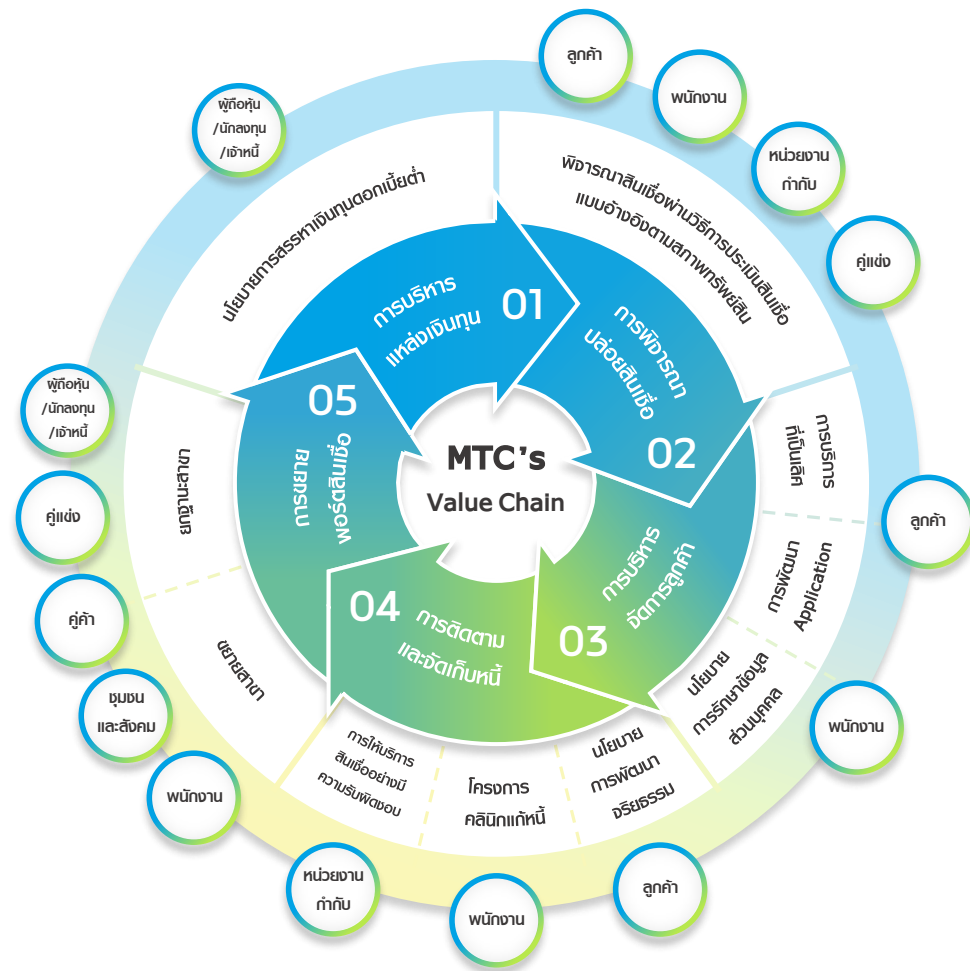 MTC's
Value Chain
01
การบริหาร
แหล่งเงินทุน
นโยบายการสรรหาเงินทุนดอกเบี้ยต่ำ
ผู้ถือหุ้น
/นักลงทุน
/เจ้าหนี้
02
การพิจารณา
ปล่อยสินเชื่อ
พิจารณาสินเชื่อผ่านวิธีการประเมินสินเชื่อ
แบบอ้างอิงตามสภาพทรัพย์สิน
ลูกค้า
พนักงาน
หน่วยงาน
กำกับ
คู่แข่ง
03
การบริหาร
จัดการลูกค้า
การบริการ
ที่เป็นเลิศ
การพัฒนา
Application
นโยบาย
การรักษาข้อมูล
ส่วนบุคคล
ลูกค้า
พนักงาน
04
การติดตาม
และจัดเก็บหนี้
นโยบาย
การพัฒนา
จริยธรรม
โครงการ
คลินิกแก้หนี้
การให้บริการ
สินเชื่ออย่างมี
ความรับผิดชอบ
ลูกค้า
พนักงาน
หน่วยงาน
กำกับ
05
การขยาย
พอร์ตสินเชื่อ
ขยายสาขา
ยกฐานะสาขา
พนักงาน
ชุมชน
และสังคม
คู่ค้า
คู่แข่ง
ผู้ถือหุ้น
/นักลงทุน
/เจ้าหนี้